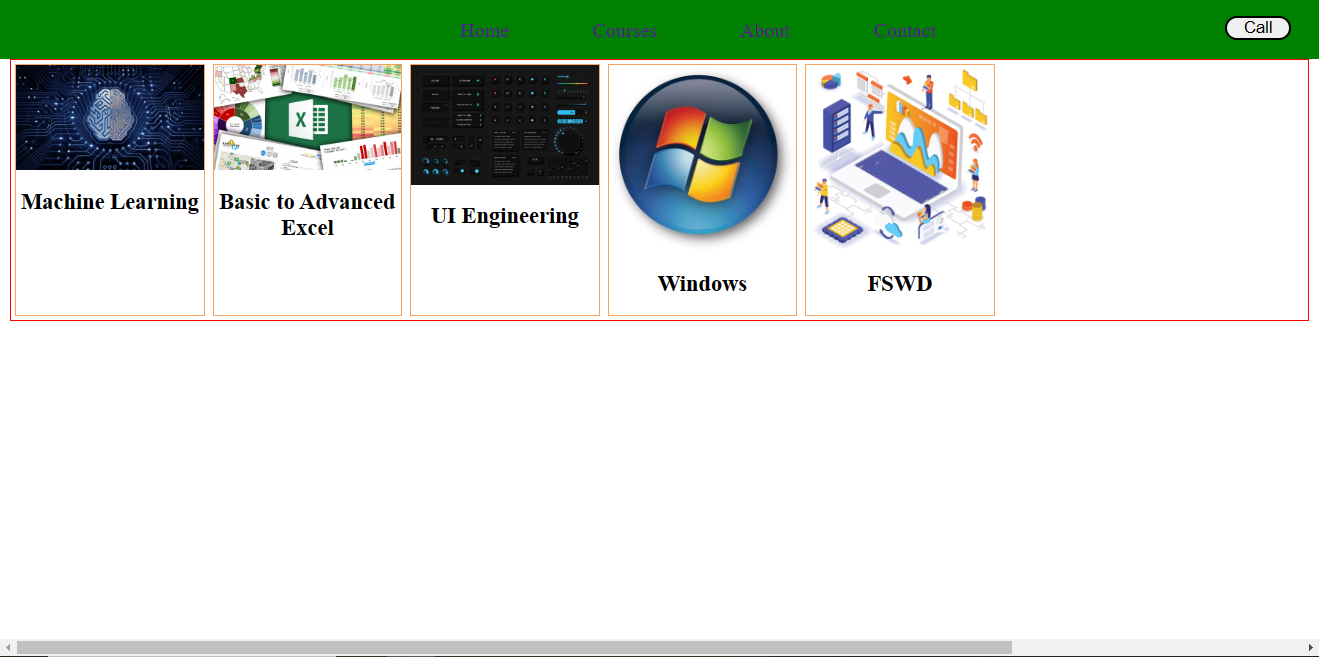 Home
Courses
About
Contact
Call
X
Machine Learning
Basic to Advanced
Excel
UI Engineering
Windows
FSWD